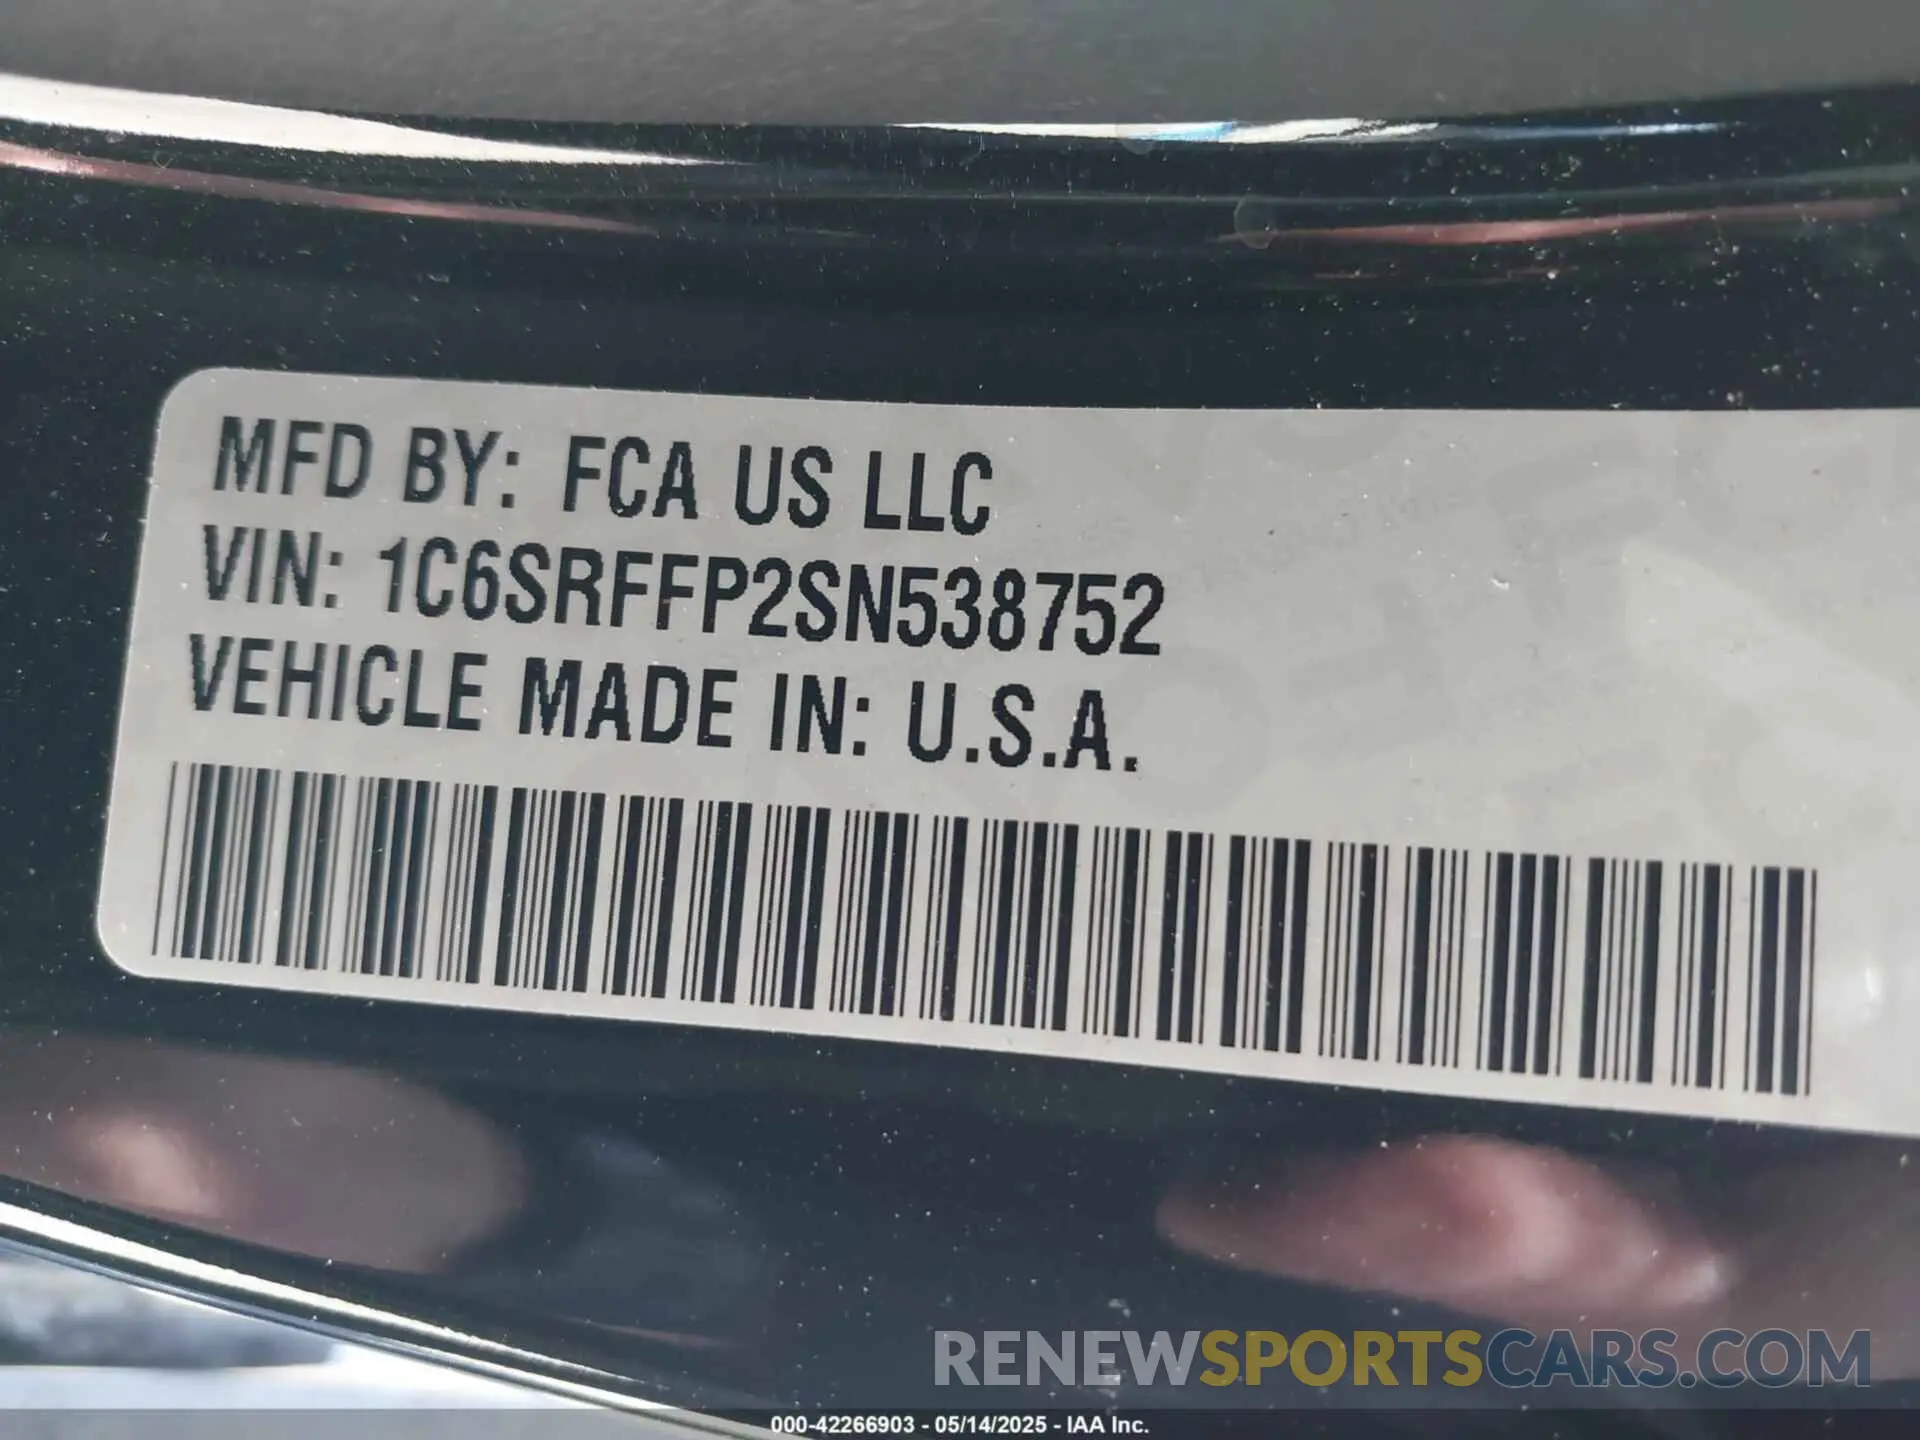 MFD BY: FCA US LLC
VIN: 1C6SRFFP2SN538752
VEHICLE MADE IN: U.S.A.
RENEWSPORTSCARS.COM
000-42266903 - 05/14/2025 - IAA Inc.